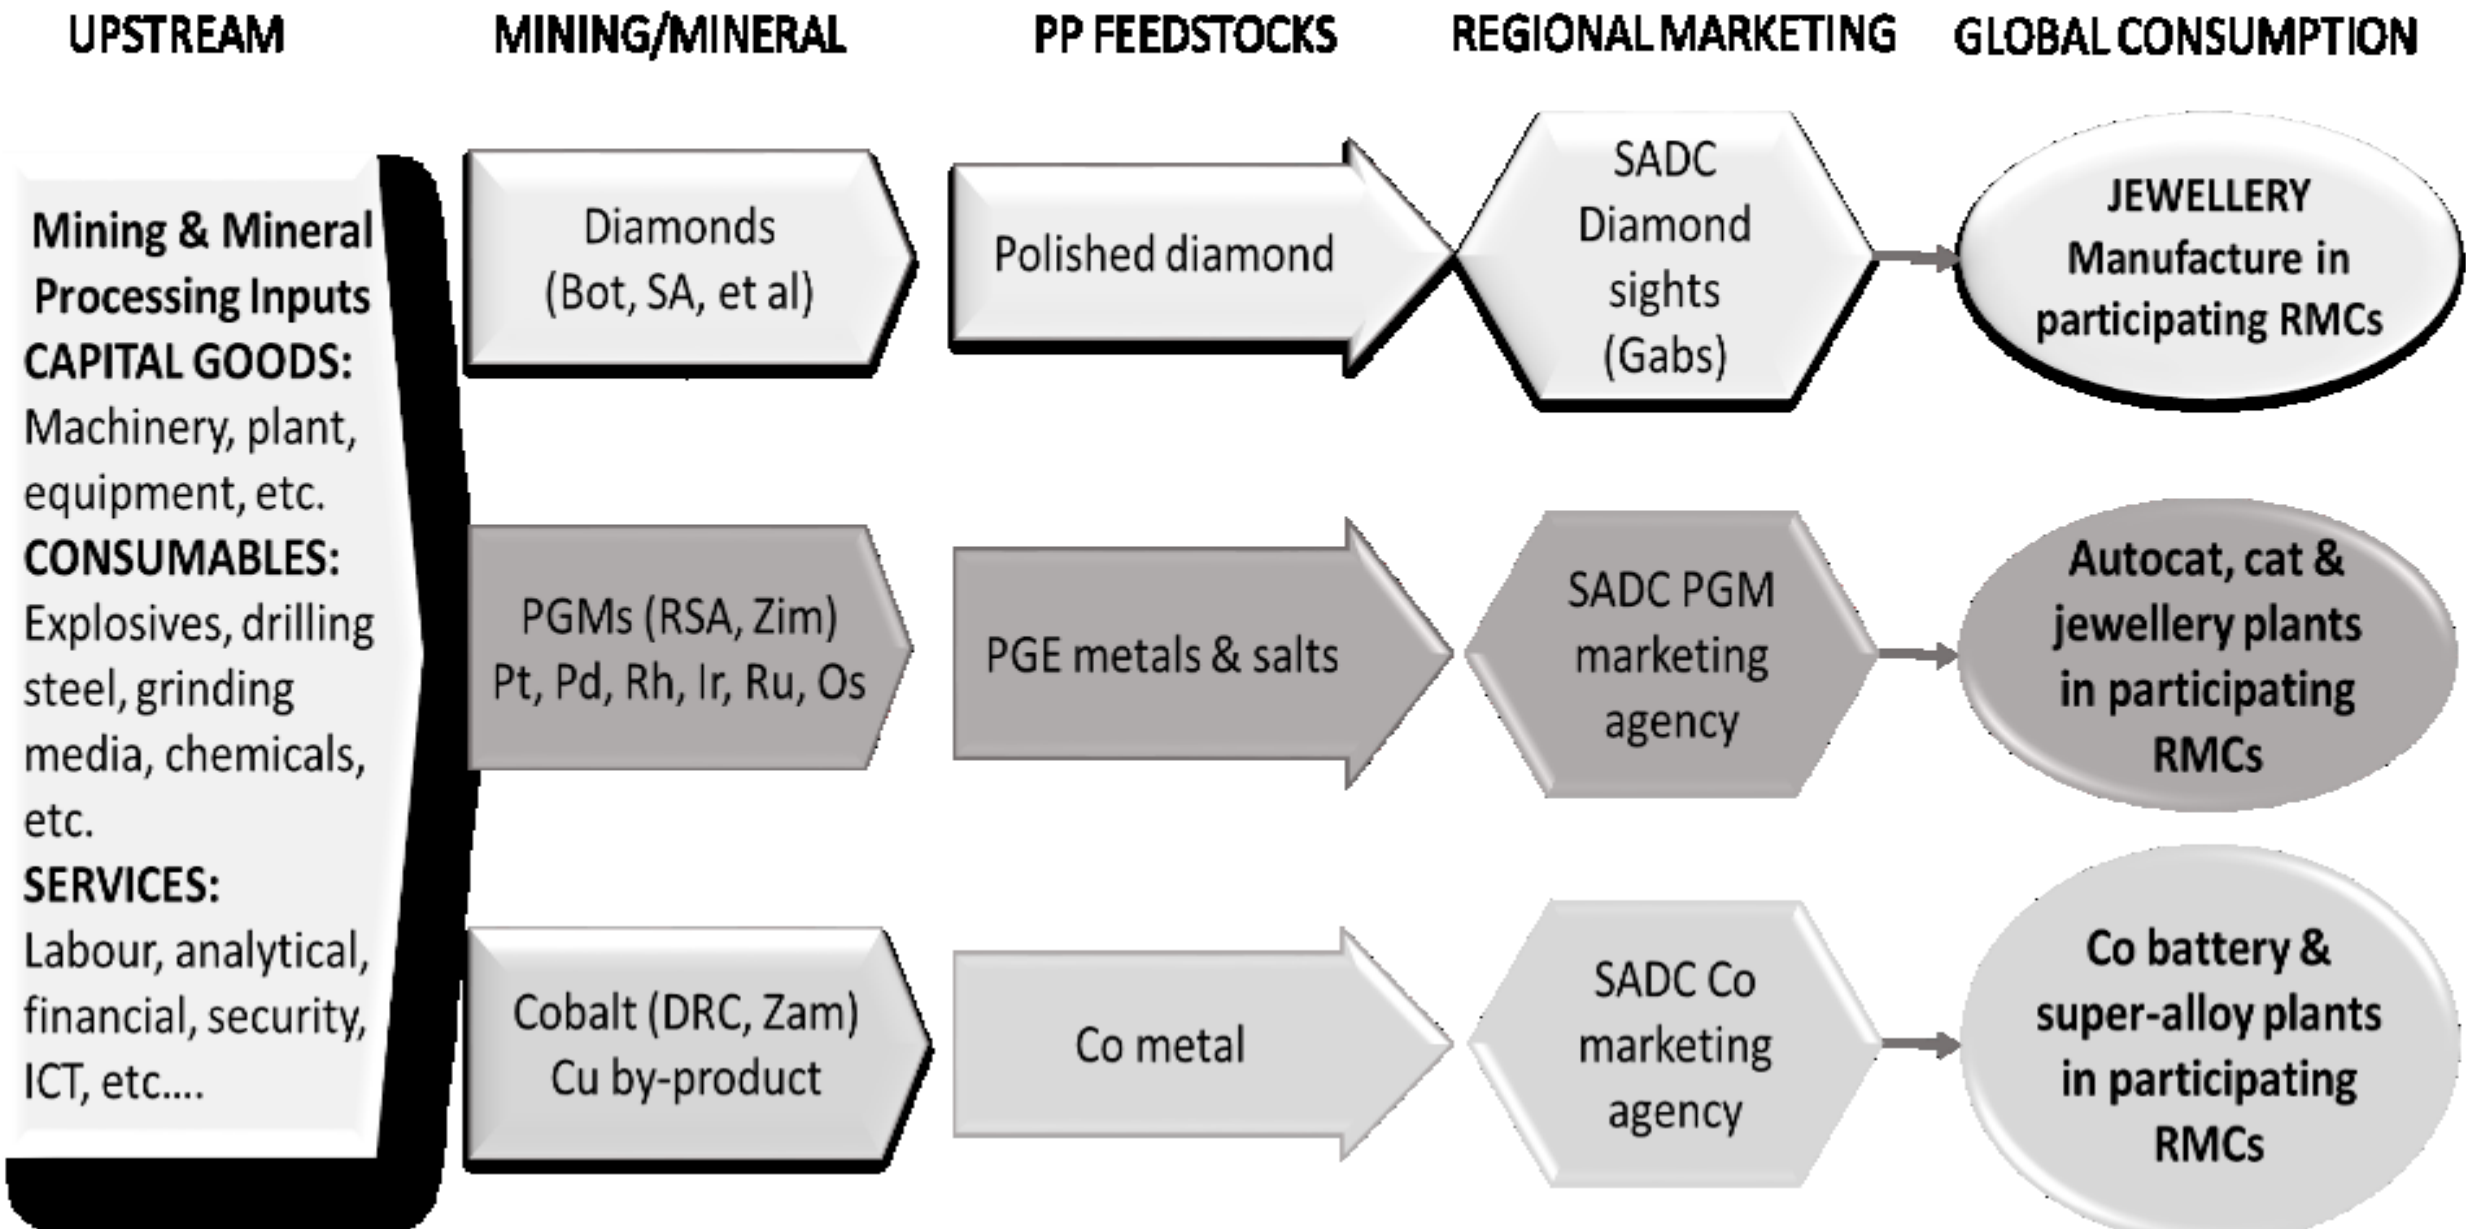 UPSTREAM
MINING/MINERAL
PP FEEDSTOCKS
REGIONAL MARKETING
GLOBAL CONSUMPTION
Mining & Mineral
Processing Inputs
CAPITAL GOODS:
Machinery, plant,
equipment, etc.
CONSUMABLES:
Explosives, drilling
steel, grinding
media, chemicals,
etc.
SERVICES:
Labour, analytical,
financial, security,
ICT, etc....
Diamonds
(Bot, SA, et al)
Polished diamond
SADC
Diamond
sights
(Gabs)
JEWELLERY
Manufacture in
participating RMCs
PGMs (RSA, Zim)
Pt, Pd, Rh, Ir, Ru, Os
PGE metals & salts
SADC PGM
marketing
agency
Autocat, cat &
jewellery plants
in participating
RMCs
Cobalt (DRC, Zam)
Cu by-product
Co metal
SADC Co
marketing
agency
Co battery &
super-alloy plants
in participating
RMCs